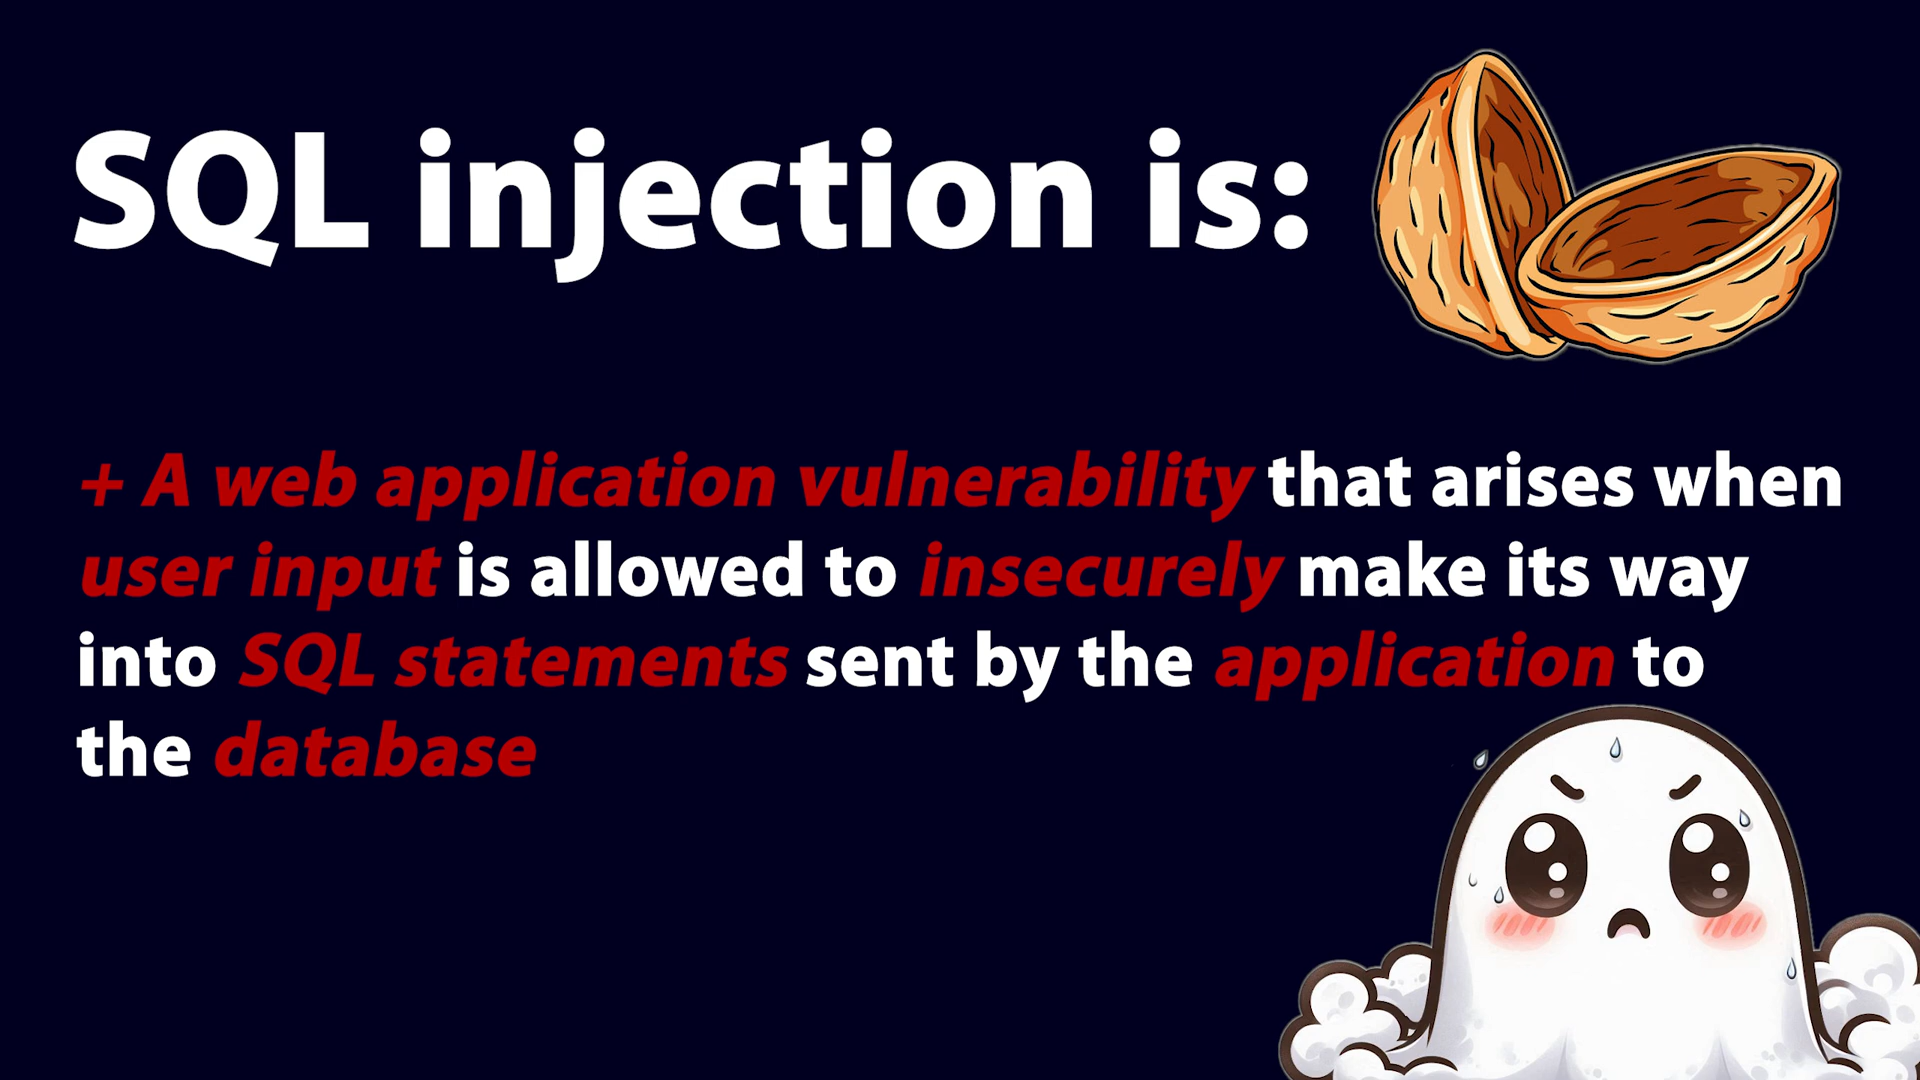 SQL injection is:
+ A web application vulnerability that arises when
user input is allowed to insecurely make its way
into SQL statements sent by the application to
the database